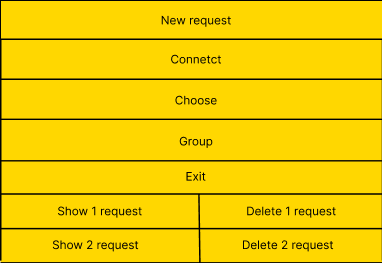 New request
Connetct
Choose
Group
Exit
Show 1 request
Delete 1 request
Show 2 request
Delete 2 request